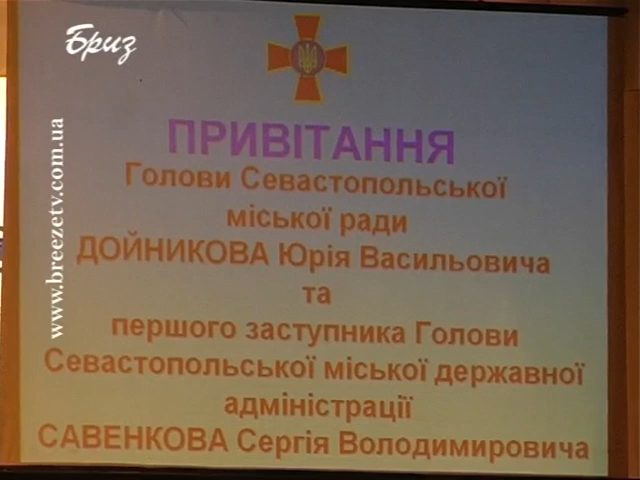 Бриз
www.breezetv.com.ua
ПРИВІТАННЯ
Голови Севастопольської
міської ради
ДОЙНИКОВА Юрія Васильовича
та
першого заступника Голови
Севастопольської міської державної
адміністрації
САВЕНКОВА Сергія Володимировича